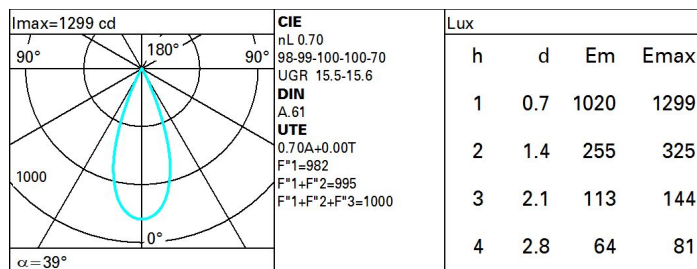 Imax=1299 cd
90° 180° 90°
1000
0°
α=39°
CIE
nL 0.70
98-99-100-100-70
UGR 15.5-15.6
DIN
A.61
UTE
0.70A+0.00T
F"1=982
F"1+F"2=995
F"1+F"2+F"3=1000
Lux
h d Em Emax
1 0.7 1020 1299
2 1.4 255 325
3 2.1 113 144
4 2.8 64 81